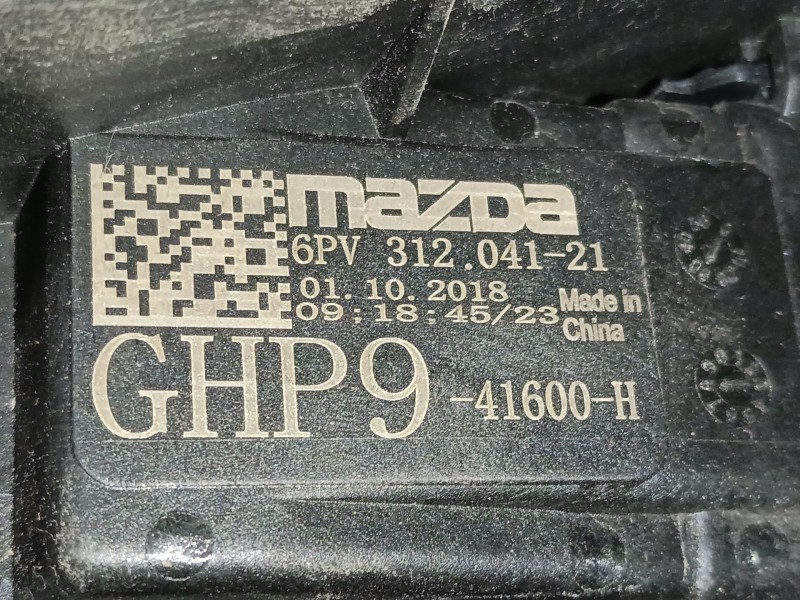 mazDa
6PV 312.041-21
01.10.2018
09:18:45/23
Made in
China
GHP9 -41600-H